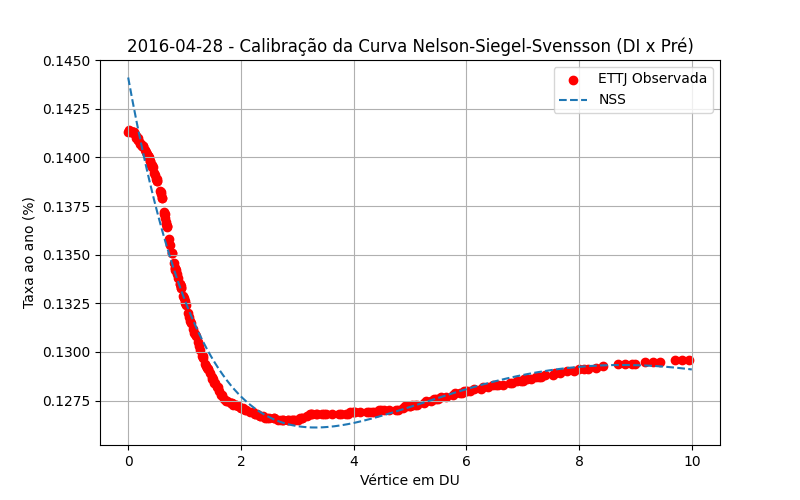 2016-04-28 - Calibração da Curva Nelson-Siegel-Svensson (DI x Pré)
ETTJ Observada
NSS
Taxa ao ano (%)
0.1450
0.1425
0.1400
0.1375
0.1350
0.1325
0.1300
0.1275
0 2 4 6 8 10
Vértice em DU